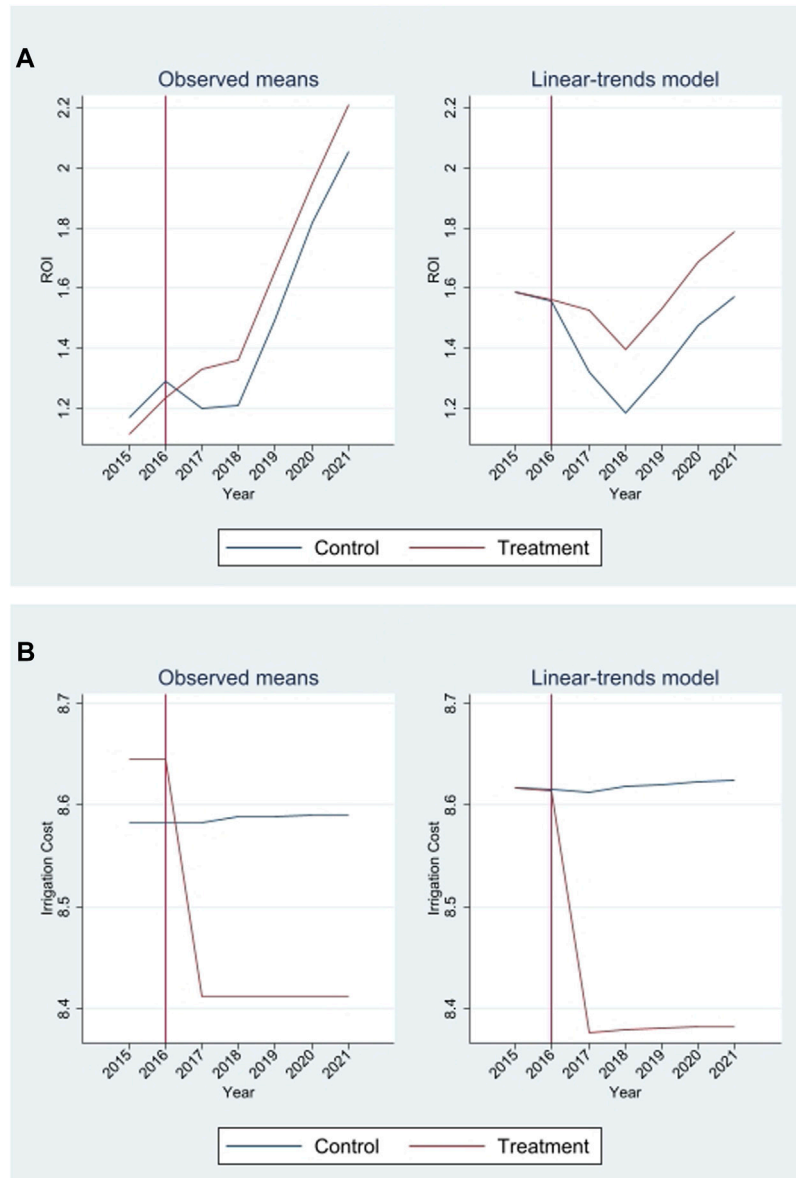 A
Observed means
Linear-trends model
2.2
2
1.8
1.6
1.4
1.2
ROI
2015 2016 2017 2018 2019 2020 2021
Year
2.2
2
1.8
1.6
1.4
1.2
ROI
2015 2016 2017 2018 2019 2020 2021
Year
Control Treatment
B
Observed means
Linear-trends model
8.7
8.6
8.5
8.4
Irrigation Cost
2015 2016 2017 2018 2019 2020 2021
Year
8.7
8.6
8.5
8.4
Irrigation Cost
2015 2016 2017 2018 2019 2020 2021
Year
Control Treatment